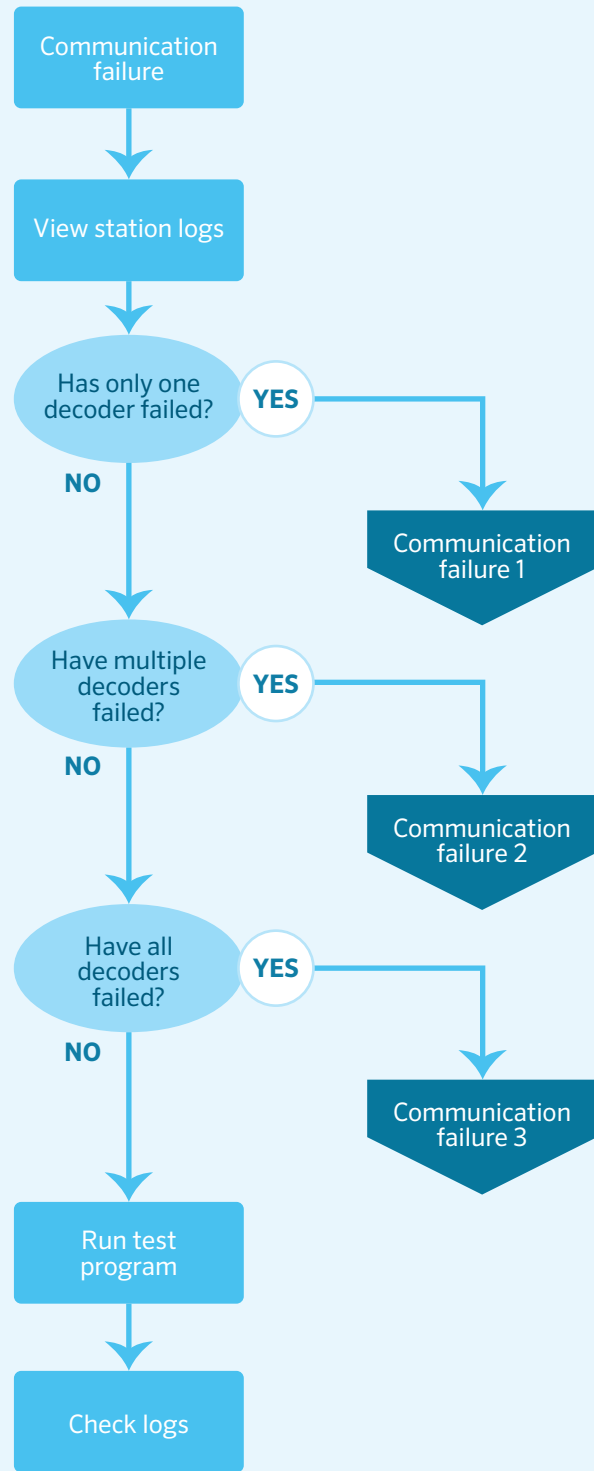 Communication
failure
View station logs
Has only one
decoder failed?
YES
NO
Communication
failure 1
Have multiple
decoders
failed?
YES
NO
Communication
failure 2
Have all
decoders
failed?
YES
NO
Communication
failure 3
Run test
program
Check logs